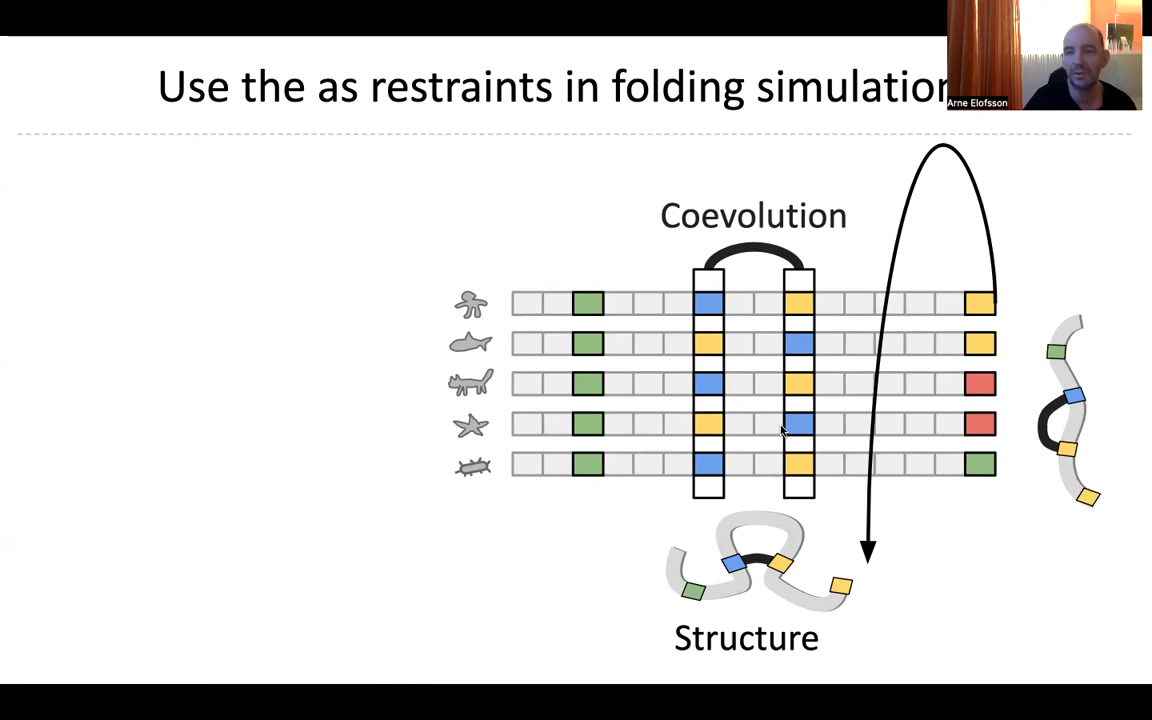 Use the as restraints in folding simulation
Arne Elofsson
Coevolution
Structure